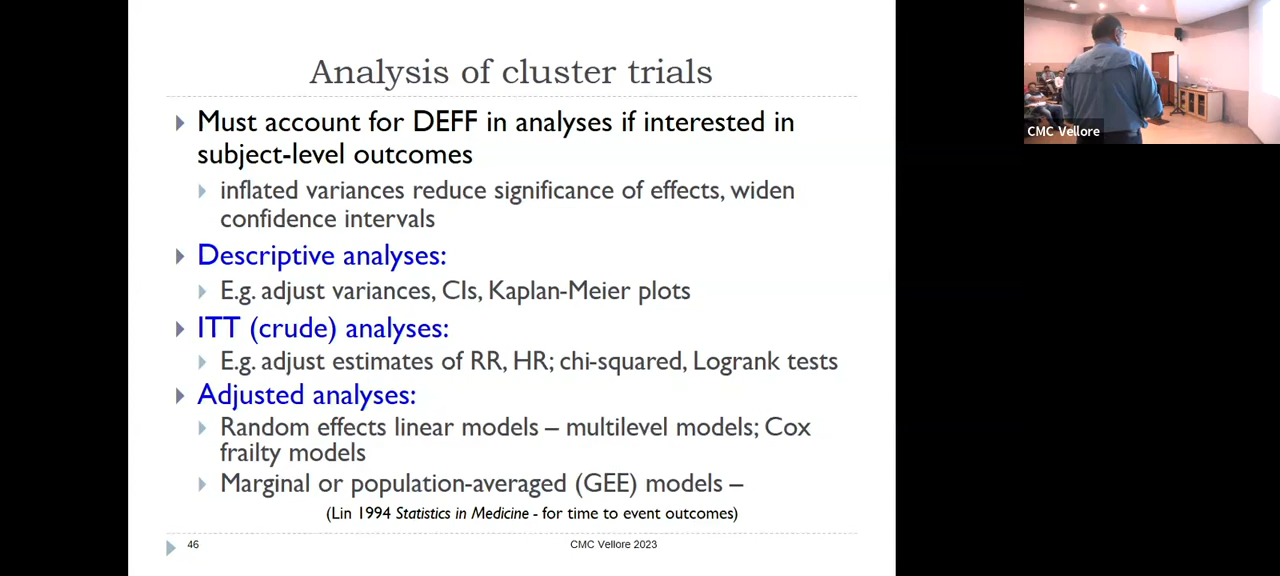 Analysis of cluster trials
Must account for DEFF in analyses if interested in
subject-level outcomes
inflated variances reduce significance of effects, widen
confidence intervals
Descriptive analyses:
E.g. adjust variances, CIs, Kaplan-Meier plots
ITT (crude) analyses:
E.g. adjust estimates of RR, HR; chi-squared, Logrank tests
Adjusted analyses:
Random effects linear models – multilevel models; Cox
frailty models
Marginal or population-averaged (GEE) models –
(Lin 1994 Statistics in Medicine - for time to event outcomes)
46
CMC Vellore 2023
CMC Vellore